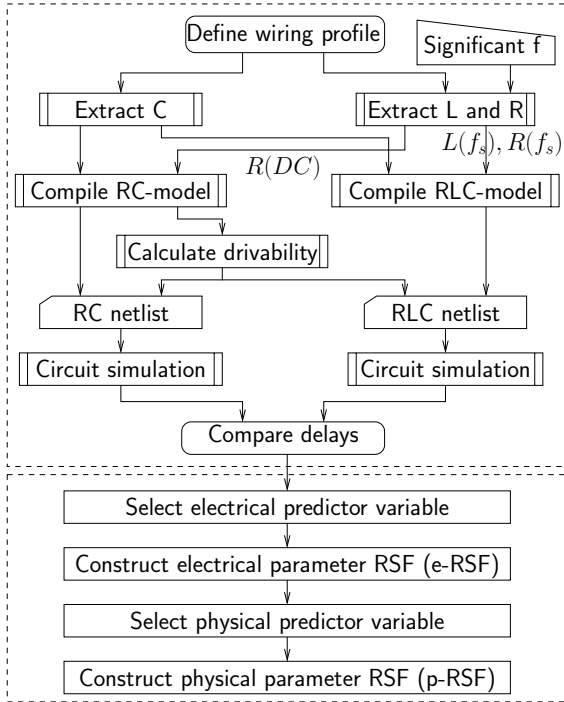 Define wiring profile
Significant f
Extract C
Extract L and R
L(f_s), R(f_s)
R(DC)
Compile RC-model
Compile RLC-model
Calculate drivability
RC netlist
RLC netlist
Circuit simulation
Circuit simulation
Compare delays
Select electrical predictor variable
Construct electrical parameter RSF (e-RSF)
Select physical predictor variable
Construct physical parameter RSF (p-RSF)